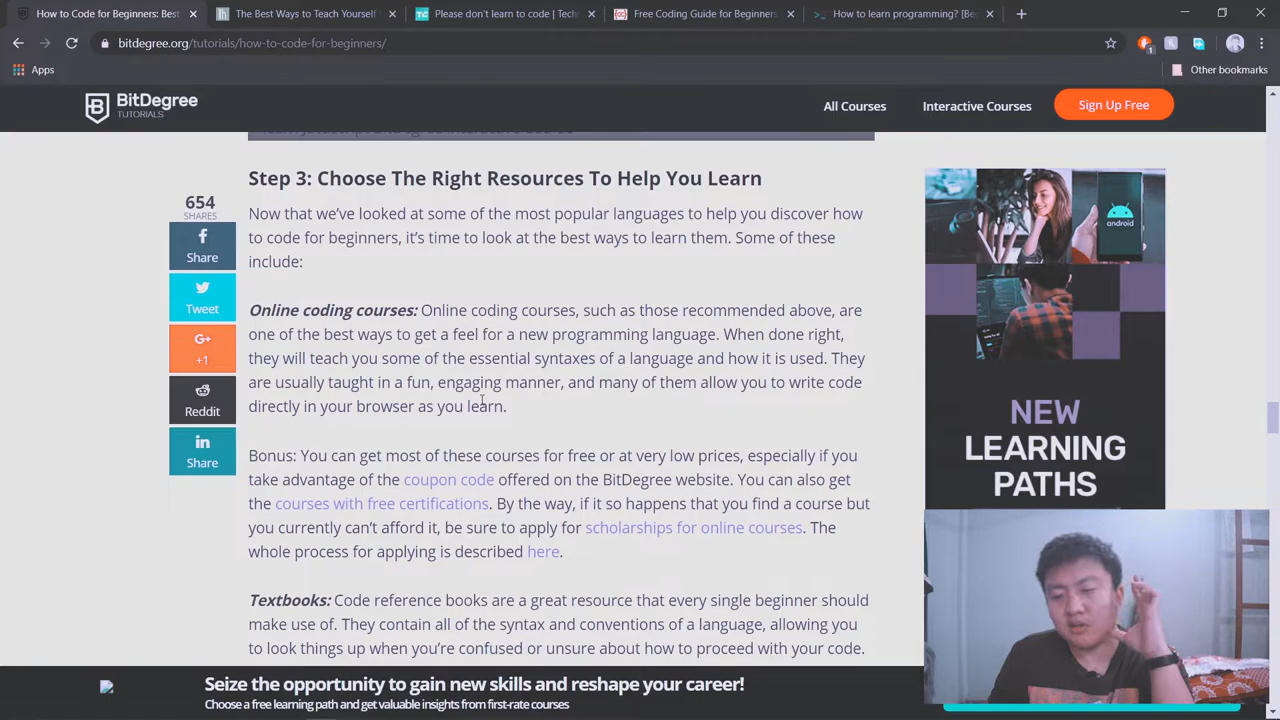 How to Code for Beginners: Best
The Best Ways to Teach Yourself
Please don't learn to code | Tech
Free Coding Guide for Beginners
How to learn programming? [Be
bitdegree.org/tutorials/how-to-code-for-beginners/
1
Apps
Other bookmarks
BitDegree
TUTORIALS
All Courses
Interactive Courses
Sign Up Free
Step 3: Choose The Right Resources To Help You Learn
654
SHARES
Share
Tweet
G+
+1
Reddit
in
Share
Now that we've looked at some of the most popular languages to help you discover how
to code for beginners, it's time to look at the best ways to learn them. Some of these
include:
Online coding courses: Online coding courses, such as those recommended above, are
one of the best ways to get a feel for a new programming language. When done right,
they will teach you some of the essential syntaxes of a language and how it is used. They
are usually taught in a fun, engaging manner, and many of them allow you to write code
directly in your browser as you learn.
Bonus: You can get most of these courses for free or at very low prices, especially if you
take advantage of the coupon code offered on the BitDegree website. You can also get
the courses with free certifications. By the way, if it so happens that you find a course but
you currently can't afford it, be sure to apply for scholarships for online courses. The
whole process for applying is described here.
Textbooks: Code reference books are a great resource that every single beginner should
make use of. They contain all of the syntax and conventions of a language, allowing you
to look things up when you're confused or unsure about how to proceed with your code.
android
NEW
LEARNING
PATHS
Seize the opportunity to gain new skills and reshape your career!
Choose a free learning path and get valuable insights from first-rate courses